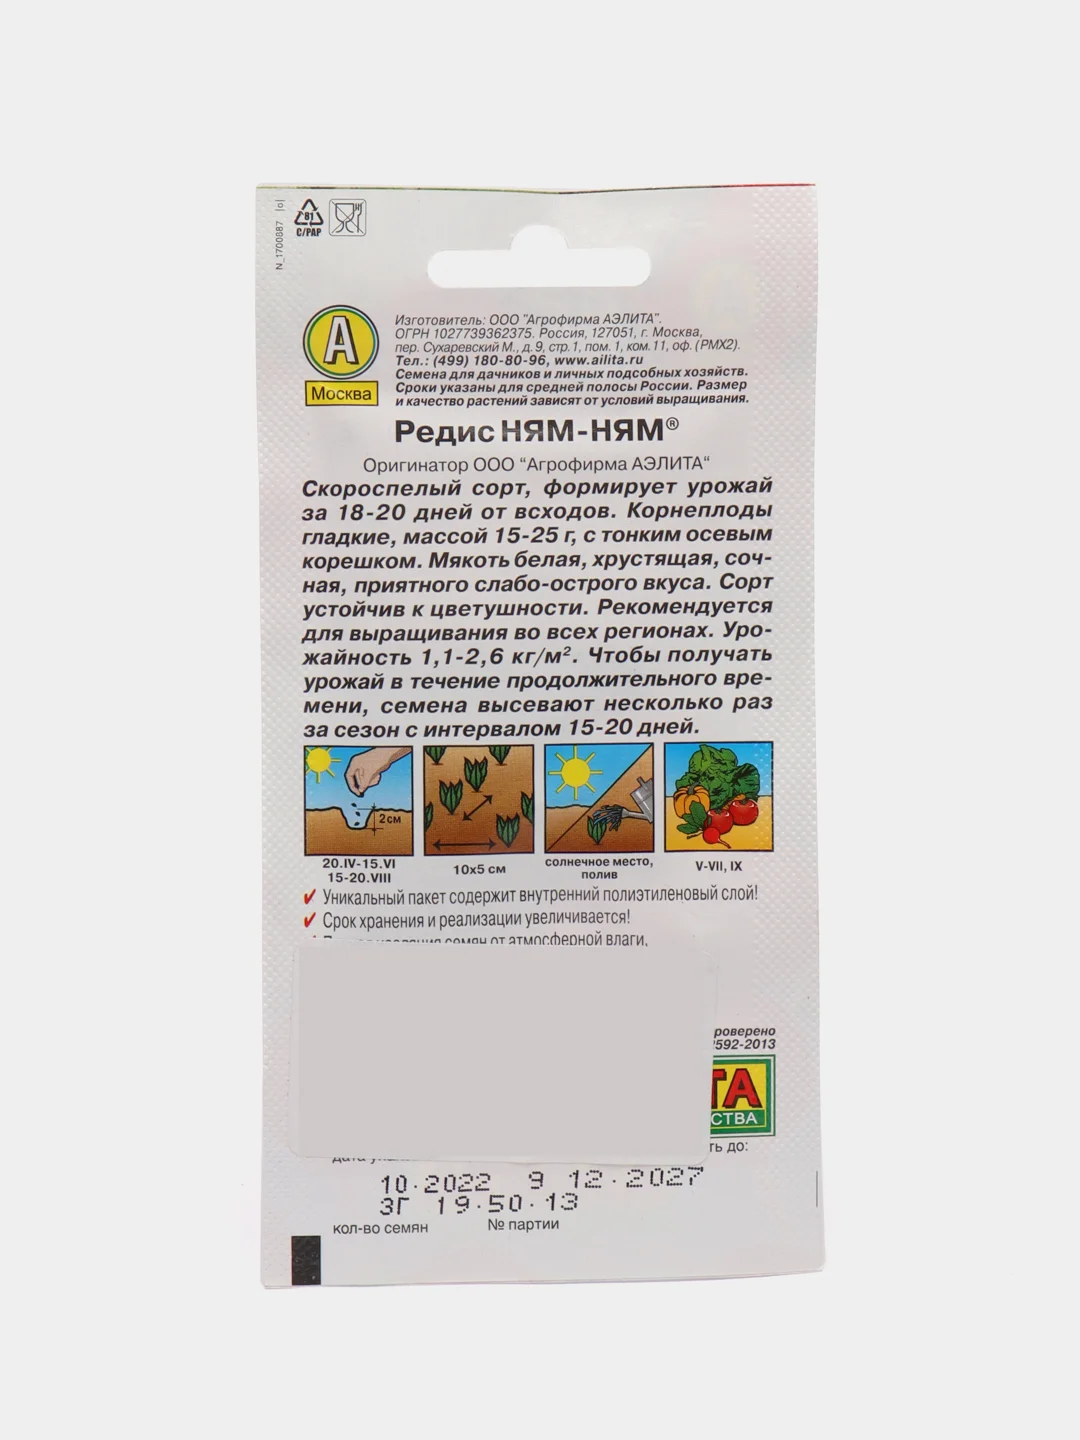 N_1700887 |o|
81
C/PAP
А
Москва
Изготовитель: ООО "Агрофирма АЭЛИТА".
ОГРН 1027739362375. Россия, 127051, г. Москва,
пер. Сухаревский М., д. 9, стр.1, пом. 1, ком.11, оф. (РМХ2).
Тел.: (499) 180-80-96, www.ailita.ru
Семена для дачников и личных подсобных хозяйств.
Сроки указаны для средней полосы России. Размер
и качество растений зависят от условий выращивания.
Редис НЯМ-НЯМ®
Оригинатор ООО “Агрофирма АЭЛИТА“
Скороспелый сорт, формирует урожай
за 18-20 дней от всходов. Корнеплоды
гладкие, массой 15-25 г, с тонким осевым
корешком. Мякоть белая, хрустящая, соч-
ная, приятного слабо-острого вкуса. Сорт
устойчив к цветушности. Рекомендуется
для выращивания во всех регионах. Уро-
жайность 1,1-2,6 кг/м². Чтобы получать
урожай в течение продолжительного вре-
мени, семена высевают несколько раз
за сезон с интервалом 15-20 дней.
2см
20.IV-15.VI
15-20.VIII
10x5 см
солнечное место,
полив
V-VII, IX
Уникальный пакет содержит внутренний полиэтиленовый слой!
Срок хранения и реализации увеличивается!
семян от атмосферной влаги,
роверено
592-2013
ТА
СТВА
ть до:
10.2022 9 12.2027
3Г 19.50.13
кол-во семян № партии